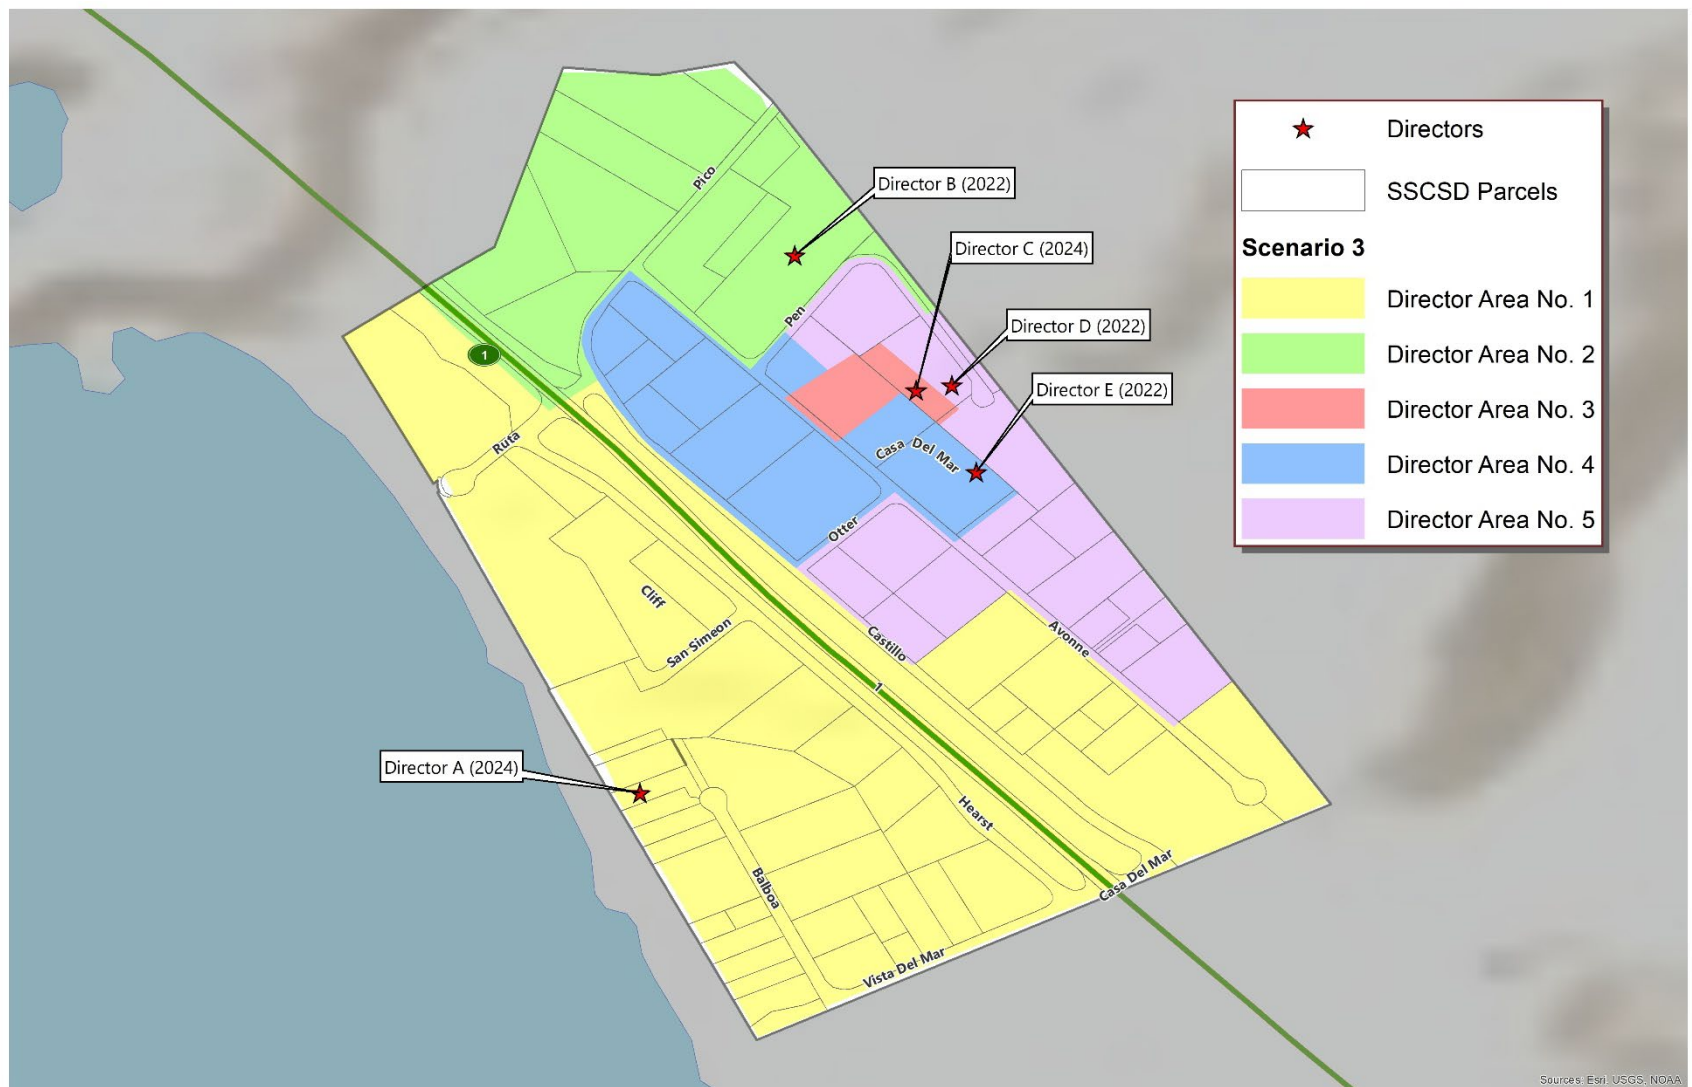 Pico
Director B (2022)
Directors
SSCSD Parcels
Director C (2024)
Scenario 3
Director Area No. 1
Pen
Director D (2022)
1
Director Area No. 2
Director E (2022)
Director Area No. 3
Ruta
Casa Del Mar
Director Area No. 4
Otter
Director Area No. 5
Cliff
San Simeon
Castillo
Avonne
1
Director A (2024)
Hearst
Balboa
Casa Del Mar
Vista Del Mar
Sources: Esri, USGS, NOAA